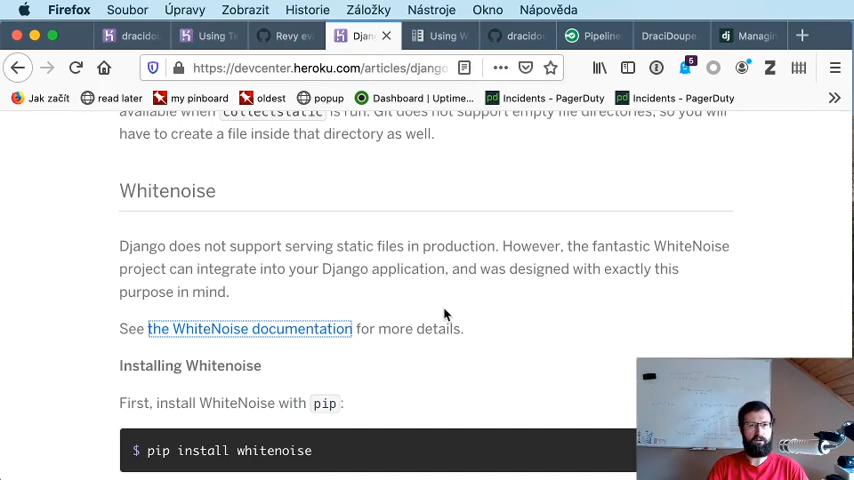 Firefox Soubor Úpravy Zobrazit Historie Záložky Nástroje Okno Nápověda
dracidou Using Te Revy ev Djan Using W dracido Pipeline DraciDoupe. Managin
https://devcenter.heroku.com/articles/django 5
Jak začít read later my pinboard oldest popup Dashboard | Uptime... Incidents - PagerDuty Incidents - PagerDuty
available when collectstatic is run. Git does not support empty file directories, so you will
have to create a file inside that directory as well.
Whitenoise
Django does not support serving static files in production. However, the fantastic WhiteNoise
project can integrate into your Django application, and was designed with exactly this
purpose in mind.
See the WhiteNoise documentation for more details.
Installing Whitenoise
First, install WhiteNoise with pip:
$ pip install whitenoise